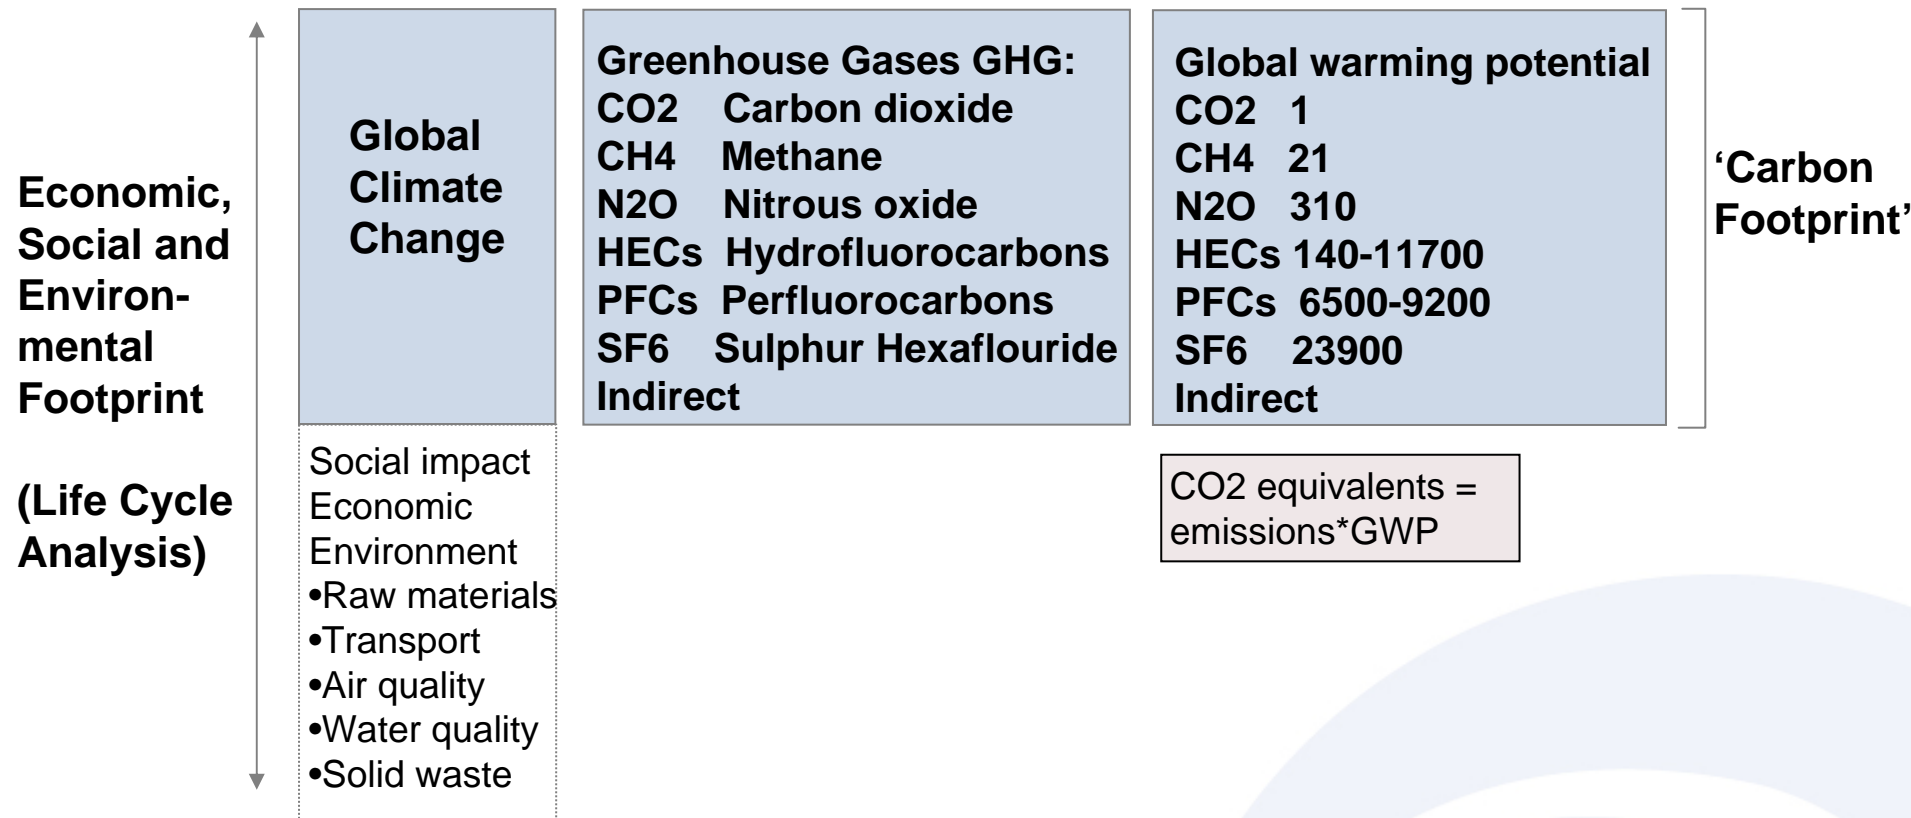 Economic,
Social and
Environ-
mental
Footprint
(Life Cycle
Analysis)
Global
Climate
Change
Social impact
Economic
Environment
•Raw materials
•Transport
•Air quality
•Water quality
•Solid waste
Greenhouse Gases GHG:
CO2 Carbon dioxide
CH4 Methane
N2O Nitrous oxide
HECs Hydrofluorocarbons
PFCs Perfluorocarbons
SF6 Sulphur Hexaflouride
Indirect
Global warming potential
CO2 1
CH4 21
N2O 310
HECs 140-11700
PFCs 6500-9200
SF6 23900
Indirect
CO2 equivalents =
emissions*GWP
‘Carbon
Footprint’